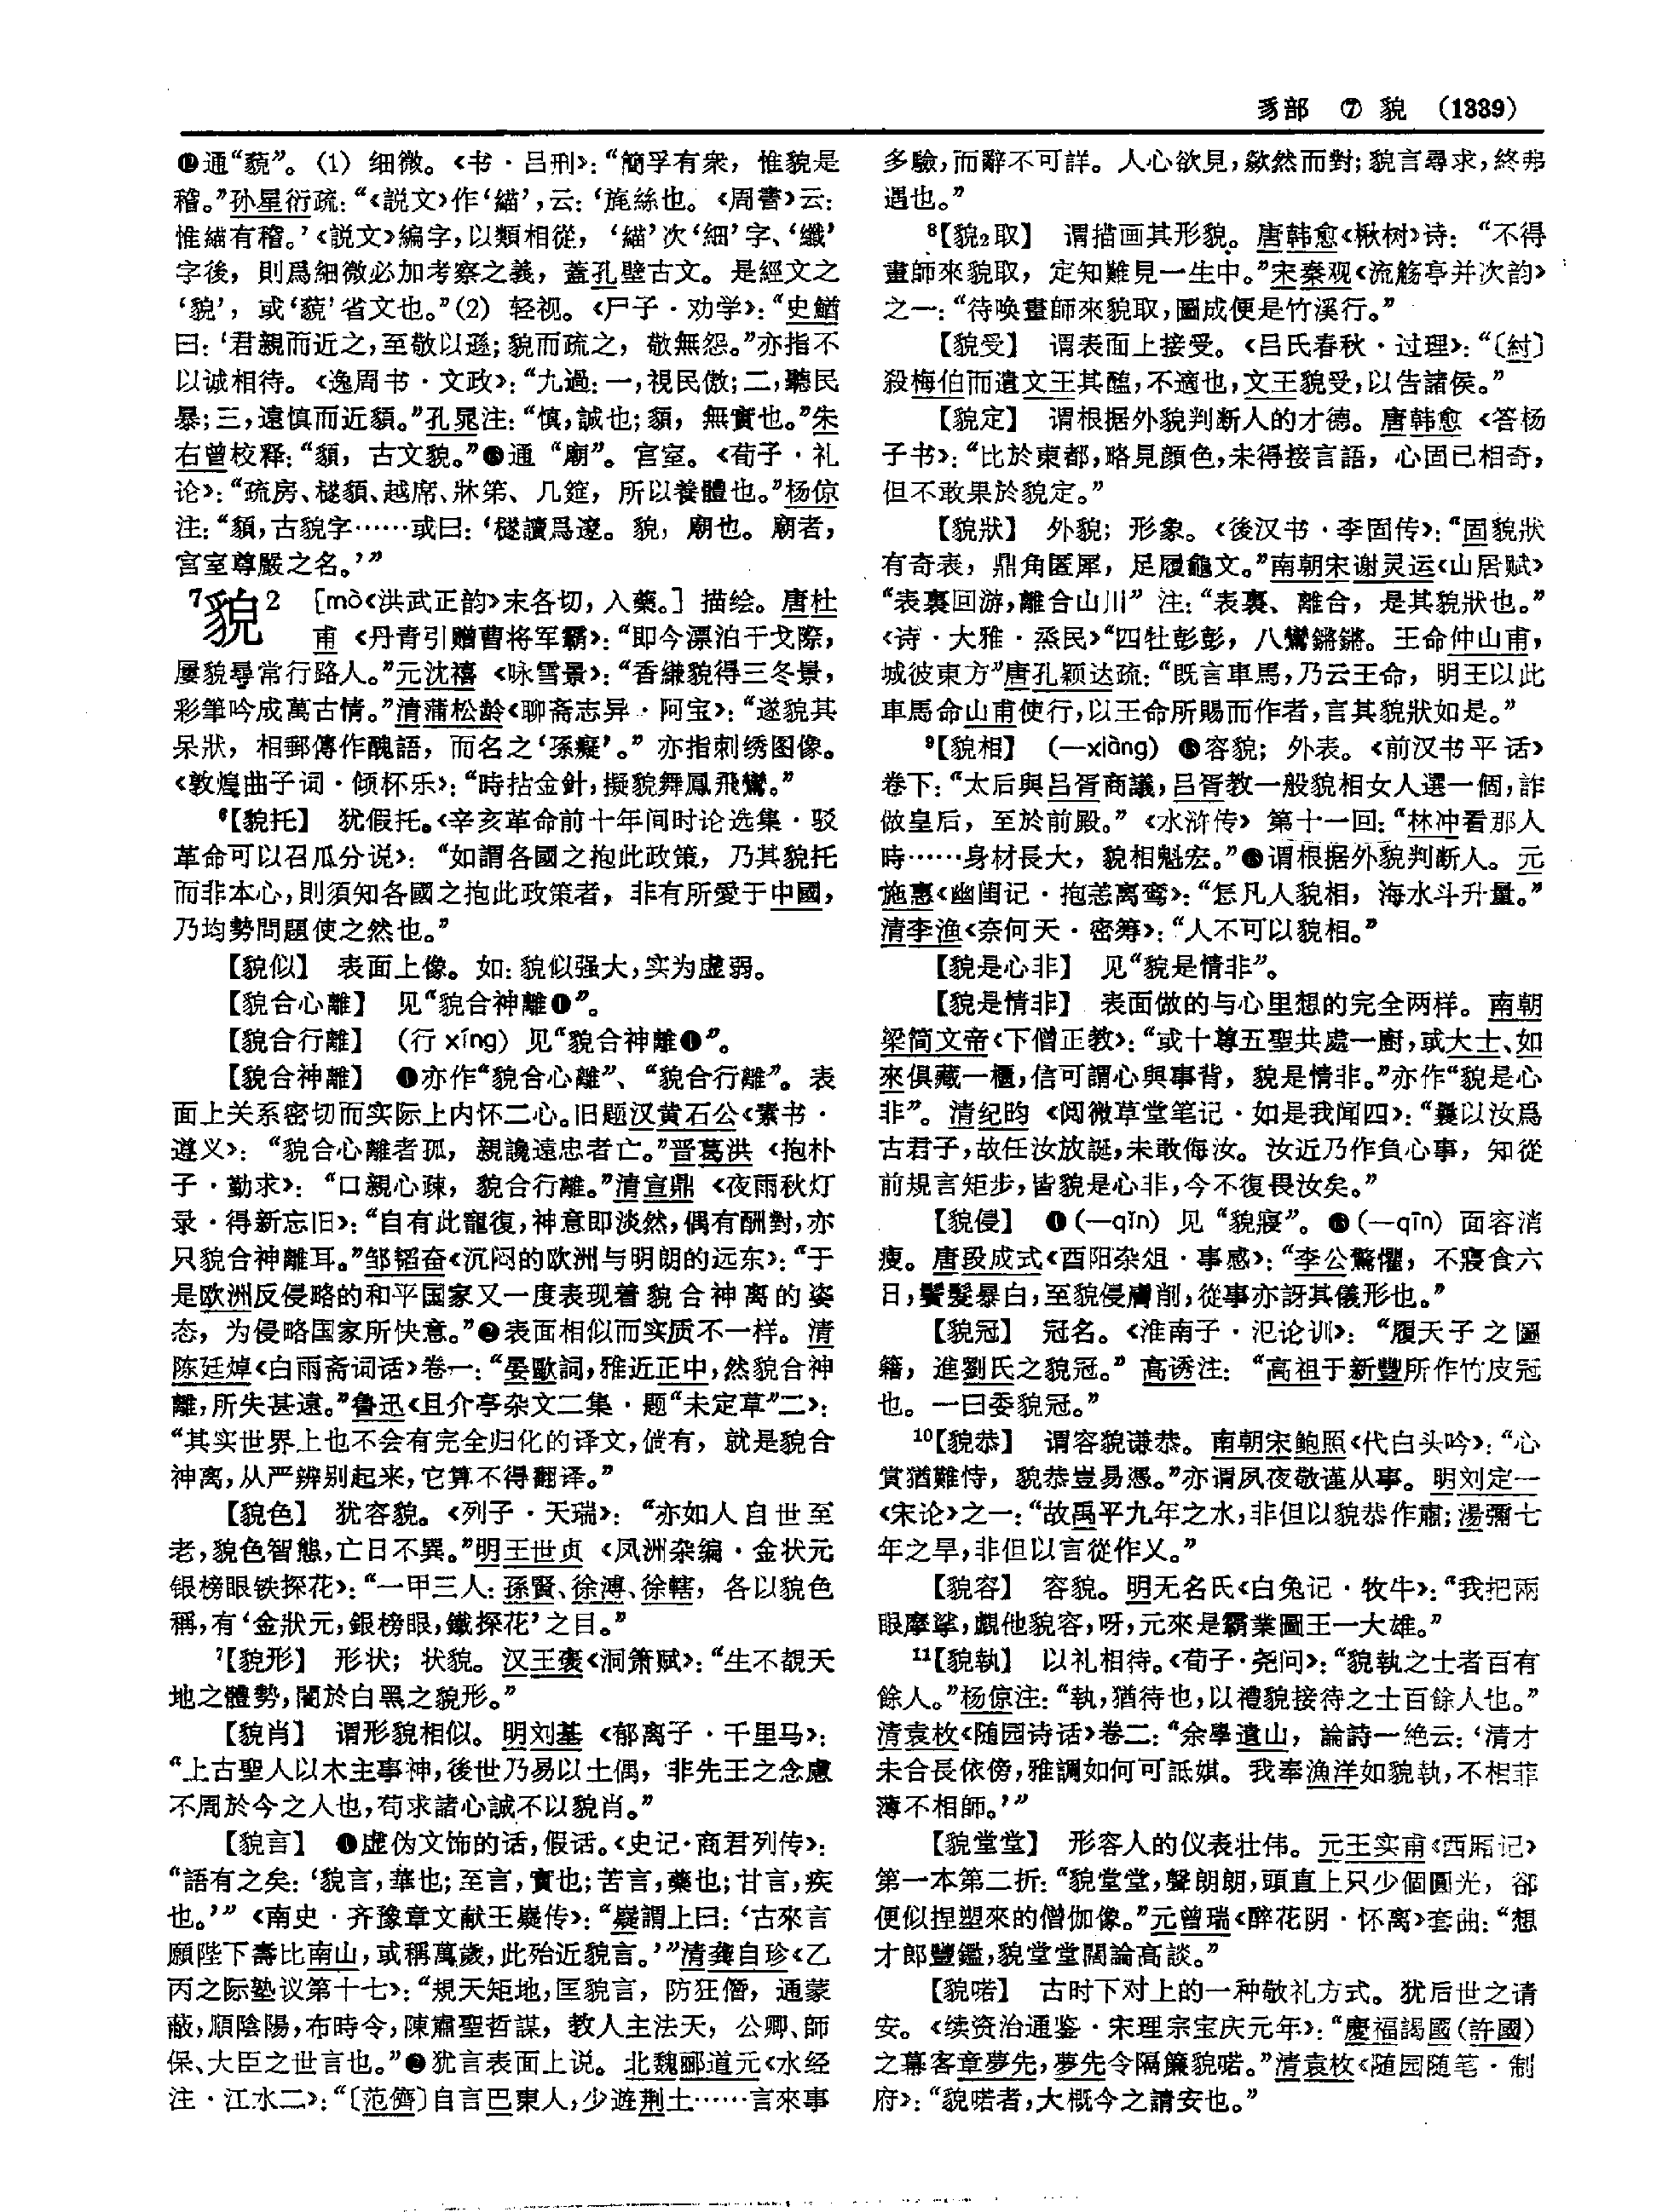 豸部 ⑦ 貌 (1339)
⓬通“藐”。(1) 细微。《书·吕刑》：“簡孚有衆，惟貌是
稽。”孙星衍疏：“《説文》作‘緢’，云：‘旄絲也。《周書》云：
惟緢有稽。’《説文》編字，以類相從，‘緢’次‘細’字、‘纖’
字後，則爲細微必加考察之義，蓋孔壁古文。是經文之
‘貌’，或‘藐’省文也。”(2) 轻视。《尸子·劝学》：“史鰌
曰：‘君親而近之，至敬以遜；貌而疏之，敬無怨。”亦指不
以诚相待。《逸周书·文政》：“九過：一，視民傲；二，聽民
暴；三，遠慎而近䫉。”孔晁注：“慎，誠也；䫉，無實也。”朱
右曾校释：“䫉，古文貌。”⓭通“廟”。宫室。《荀子·礼
论》：“疏房、檖䫉、越席、牀笫、几筵，所以養體也。”杨倞
注：“䫉，古貌字……或曰：‘檖讀爲邃。貌，廟也。廟者，
宫室尊嚴之名。’”
7貌2 [mò《洪武正韵》末各切，入藥。] 描绘。唐杜
甫《丹青引赠曹将军霸》：“即今漂泊干戈際，
屢貌尋常行路人。”元沈禧《咏雪景》：“香縑貌得三冬景，
彩筆吟成萬古情。”清蒲松龄《聊斋志异·阿宝》：“遂貌其
呆狀，相郵傳作醜語，而名之‘孫癡’。”亦指刺绣图像。
《敦煌曲子词·倾杯乐》：“時拈金針，擬貌舞鳳飛鸞。”
6【貌托】 犹假托。《辛亥革命前十年间时论选集·驳
革命可以召瓜分说》：“如謂各國之抱此政策，乃其貌托
而非本心，則須知各國之抱此政策者，非有所愛于中國，
乃均勢問題使之然也。”
【貌似】 表面上像。如：貌似强大，实为虚弱。
【貌合心離】 见“貌合神離❶”。
【貌合行離】 （行 xíng）见“貌合神離❶”。
【貌合神離】 ❶亦作“貌合心離”、“貌合行離”。表
面上关系密切而实际上内怀二心。旧题汉黄石公《素书·
遵义》：“貌合心離者孤，親讒遠忠者亡。”晋葛洪《抱朴
子·勤求》：“口親心疎，貌合行離。”清宣鼎《夜雨秋灯
录·得新忘旧》：“自有此寵復，神意即淡然，偶有酬對，亦
只貌合神離耳。”邹韬奋《沉闷的欧洲与明朗的远东》：“于
是欧洲反侵略的和平国家又一度表现着貌合神离的姿
态，为侵略国家所快意。”❷表面相似而实质不一样。清
陈廷焯《白雨斋词话》卷一：“晏歐詞，雅近正中，然貌合神
離，所失甚遠。”鲁迅《且介亭杂文二集·题“未定草”二》：
“其实世界上也不会有完全归化的译文，倘有，就是貌合
神离，从严辨别起来，它算不得翻译。”
【貌色】 犹容貌。《列子·天瑞》：“亦如人自世至
老，貌色智態，亡日不異。”明王世贞《凤洲杂编·金状元
银榜眼铁探花》：“一甲三人：孫賢、徐溥、徐轄，各以貌色
稱，有‘金狀元，銀榜眼，鐵探花’之目。”
7【貌形】 形状；状貌。汉王褒《洞箫赋》：“生不覩天
地之體勢，闇於白黑之貌形。”
【貌肖】 谓形貌相似。明刘基《郁离子·千里马》：
“上古聖人以木主事神，後世乃易以土偶，非先王之念慮
不周於今之人也，苟求諸心誠不以貌肖。”
【貌言】 ❶虚伪文饰的话，假话。《史记·商君列传》：
“語有之矣：‘貌言，華也；至言，實也；苦言，藥也；甘言，疾
也。’”《南史·齐豫章文献王嶷传》：“嶷謂上曰：‘古來言
願陛下壽比南山，或稱萬歲，此殆近貌言。’”清龚自珍《乙
丙之际塾议第十七》：“規天矩地，匡貌言，防狂僭，通蒙
蔽，順陰陽，布時令，陳肅聖哲謀，教人主法天，公卿、師
保、大臣之世言也。”❷犹言表面上说。北魏郦道元《水经
注·江水二》：“〔范儕〕自言巴東人，少遊荆土……言來事
多驗，而辭不可詳。人心欲見，歘然而對；貌言尋求，終弗
遇也。”
8【貌2取】 谓描画其形貌。唐韩愈《楸树》诗：“不得
畫師來貌取，定知難見一生中。”宋秦观《流觞亭并次韵》
之一：“待唤畫師來貌取，圖成便是竹溪行。”
【貌受】 谓表面上接受。《吕氏春秋·过理》：“〔紂〕
殺梅伯而遺文王其醢，不適也，文王貌受，以告諸侯。”
【貌定】 谓根据外貌判断人的才德。唐韩愈《答杨
子书》：“比於東都，略見顔色，未得接言語，心固已相奇，
但不敢果於貌定。”
【貌狀】 外貌；形象。《後汉书·李固传》：“固貌狀
有奇表，鼎角匿犀，足履龜文。”南朝宋谢灵运《山居赋》
“表裏回游，離合山川”注：“表裏、離合，是其貌狀也。”
《诗·大雅·烝民》“四牡彭彭，八鸞鏘鏘。王命仲山甫，
城彼東方”唐孔颖达疏：“既言車馬，乃云王命，明王以此
車馬命山甫使行，以王命所賜而作者，言其貌狀如是。”
9【貌相】 （—xiàng）❶容貌；外表。《前汉书平话》
卷下：“太后與吕胥商議，吕胥教一般貌相女人選一個，詐
做皇后，至於前殿。”《水浒传》第十一回：“林冲看那人
時……身材長大，貌相魁宏。”❷谓根据外貌判断人。元
施惠《幽闺记·抱恙离鸾》：“怎凡人貌相，海水斗升量。”
清李渔《奈何天·密筹》：“人不可以貌相。”
【貌是心非】 见“貌是情非”。
【貌是情非】 表面做的与心里想的完全两样。南朝
梁简文帝《下僧正教》：“或十尊五聖共處一廚，或大士、如
來俱藏一櫃，信可謂心與事背，貌是情非。”亦作“貌是心
非”。清纪昀《阅微草堂笔记·如是我闻四》：“曩以汝爲
古君子，故任汝放誕，未敢侮汝。汝近乃作負心事，知從
前規言矩步，皆貌是心非，今不復畏汝矣。”
【貌侵】 ❶（—qǐn）见“貌寢”。❷（—qīn）面容消
瘦。唐段成式《酉阳杂俎·事感》：“李公驚懼，不寢食六
日，鬢髮暴白，至貌侵膚削，從事亦訝其儀形也。”
【貌冠】 冠名。《淮南子·氾论训》：“履天子之圖
籍，進劉氏之貌冠。”高诱注：“高祖于新豐所作竹皮冠
也。一曰委貌冠。”
10【貌恭】 谓容貌谦恭。南朝宋鲍照《代白头吟》：“心
賞猶難恃，貌恭豈易憑。”亦谓夙夜敬谨从事。明刘定一
《宋论》之一：“故禹平九年之水，非但以貌恭作肅；湯彌七
年之旱，非但以言從作乂。”
【貌容】 容貌。明无名氏《白兔记·牧牛》：“我把兩
眼摩挲，覷他貌容，呀，元來是霸業圖王一大雄。”
11【貌執】 以礼相待。《荀子·尧问》：“貌執之士者百有
餘人。”杨倞注：“執，猶待也，以禮貌接待之士百餘人也。”
清袁枚《随园诗话》卷二：“余學遺山，論詩一絶云：‘清才
未合長依傍，雅調如何可詆娸。我奉漁洋如貌執，不相菲
薄不相師。’”
【貌堂堂】 形容人的仪表壮伟。元王实甫《西厢记》
第一本第二折：“貌堂堂，聲朗朗，頭直上只少個圓光，卻
便似捏塑來的僧伽像。”元曾瑞《醉花阴·怀离》套曲：“想
才郎豐鑑，貌堂堂闊論高談。”
【貌喏】 古时下对上的一种敬礼方式。犹后世之请
安。《续资治通鉴·宋理宗宝庆元年》：“慶福謁國（許國）
之幕客章夢先，夢先令隔簾貌喏。”清袁枚《随园随笔·制
府》：“貌喏者，大概今之請安也。”